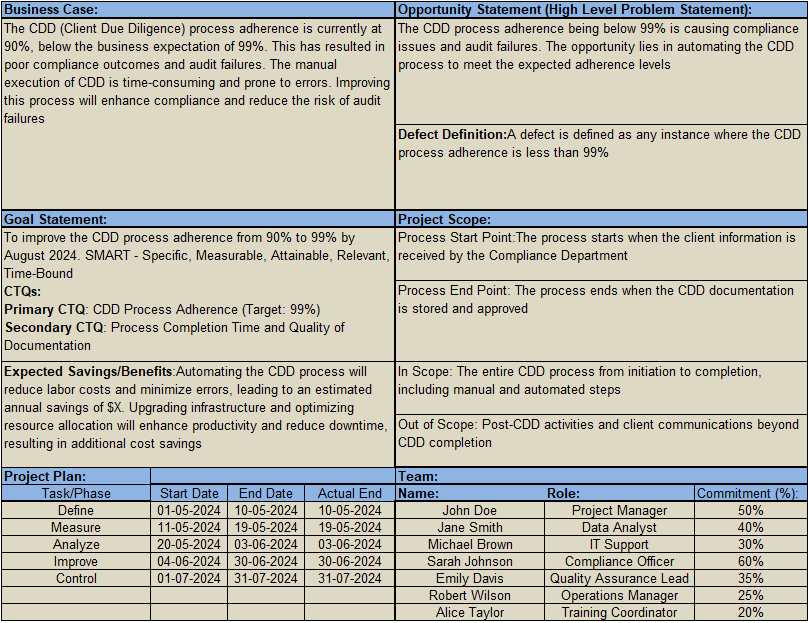 Business Case:
The CDD (Client Due Diligence) process adherence is currently at
90%, below the business expectation of 99%. This has resulted in
poor compliance outcomes and audit failures. The manual
execution of CDD is time-consuming and prone to errors. Improving
this process will enhance compliance and reduce the risk of audit
failures
Opportunity Statement (High Level Problem Statement):
The CDD process adherence being below 99% is causing compliance
issues and audit failures. The opportunity lies in automating the CDD
process to meet the expected adherence levels
Defect Definition:A defect is defined as any instance where the CDD
process adherence is less than 99%
Goal Statement:
To improve the CDD process adherence from 90% to 99% by
August 2024. SMART - Specific, Measurable, Attainable, Relevant,
Time-Bound
CTQs:
Primary CTQ: CDD Process Adherence (Target: 99%)
Secondary CTQ: Process Completion Time and Quality of
Documentation
Project Scope:
Process Start Point:The process starts when the client information is
received by the Compliance Department
Process End Point: The process ends when the CDD documentation
is stored and approved
Expected Savings/Benefits:Automating the CDD process will
reduce labor costs and minimize errors, leading to an estimated
annual savings of $X. Upgrading infrastructure and optimizing
resource allocation will enhance productivity and reduce downtime,
resulting in additional cost savings
In Scope: The entire CDD process from initiation to completion,
including manual and automated steps
Out of Scope: Post-CDD activities and client communications beyond
CDD completion
Project Plan:
Task/Phase Start Date End Date Actual End
Define 01-05-2024 10-05-2024 10-05-2024
Measure 11-05-2024 19-05-2024 19-05-2024
Analyze 20-05-2024 03-06-2024 03-06-2024
Improve 04-06-2024 30-06-2024 30-06-2024
Control 01-07-2024 31-07-2024 31-07-2024
Team:
Name: Role: Commitment (%):
John Doe Project Manager 50%
Jane Smith Data Analyst 40%
Michael Brown IT Support 30%
Sarah Johnson Compliance Officer 60%
Emily Davis Quality Assurance Lead 35%
Robert Wilson Operations Manager 25%
Alice Taylor Training Coordinator 20%